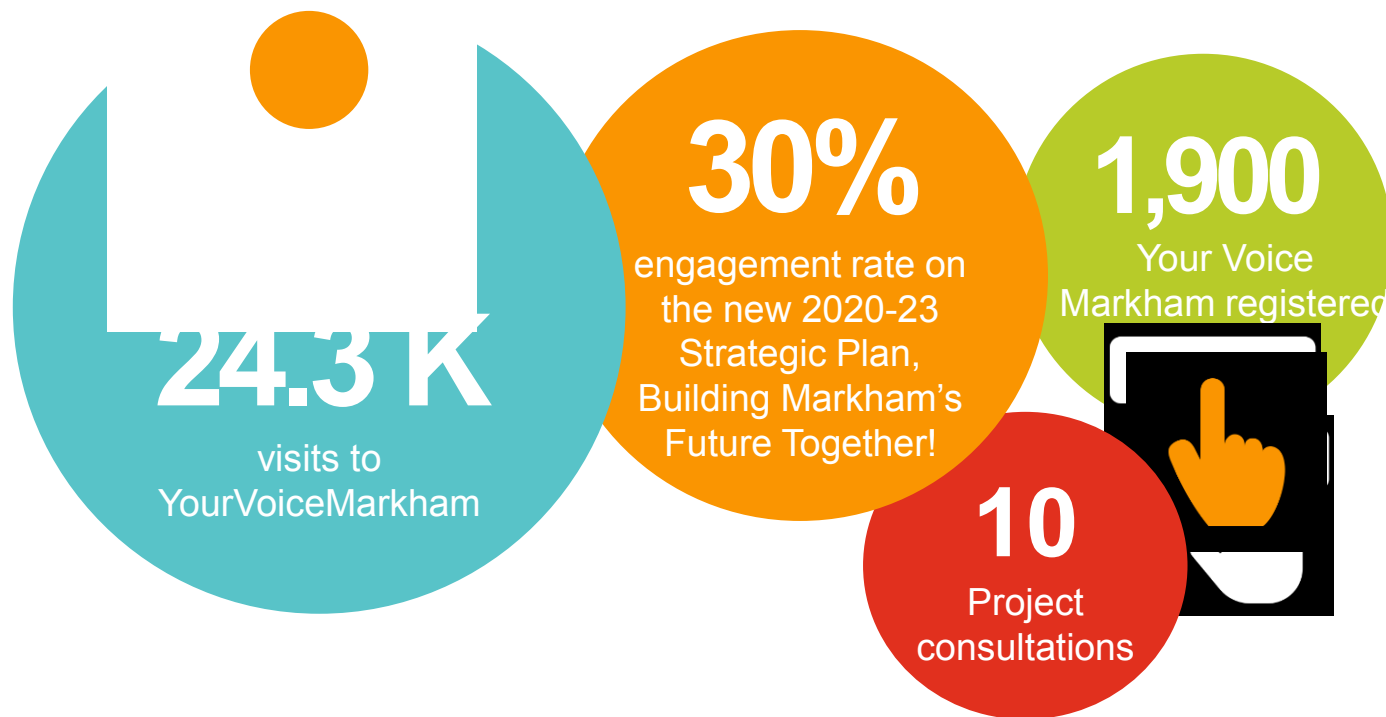 24.3 K
visits to
YourVoiceMarkham
30%
engagement rate on
the new 2020-23
Strategic Plan,
Building Markham’s
Future Together!
1,900
Your Voice
Markham registered
10
Project
consultations